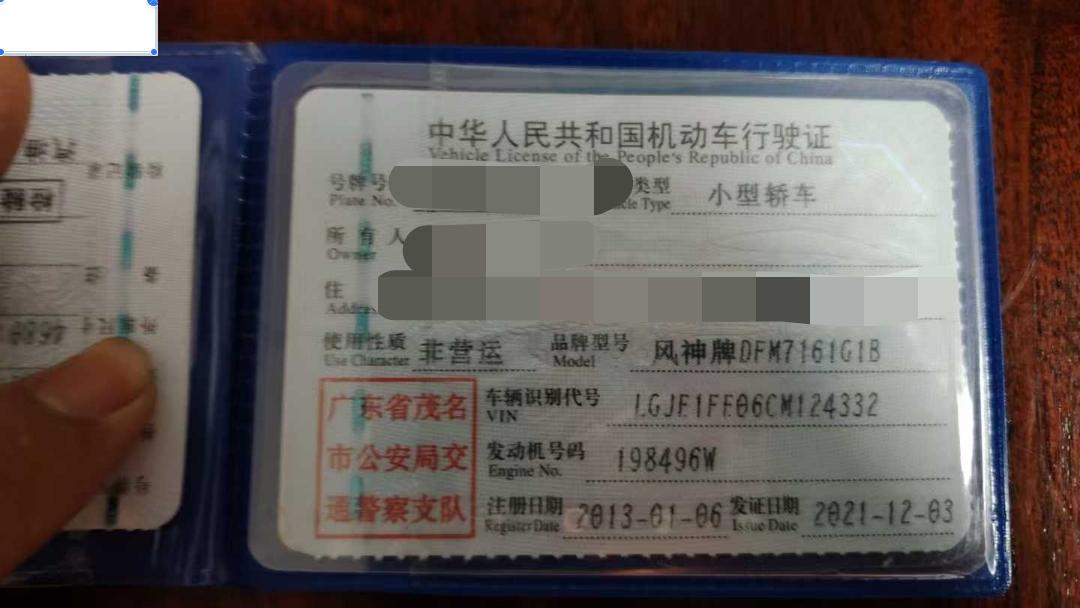 中华人民共和国机动车行驶证
Vehicle License of the People's Republic of China
号牌号 类型 小型轿车
Plate No. Type
所有人
Owner
住
使用性质 非营运 品牌型号 风神牌DFM7161G1B
Use Character Model
车辆识别代号 LGJE1FE06CM124332
VIN
发动机号码 198496W
Engine No.
注册日期 2013-01-06 发证日期 2021-12-03
Register Date Issue Date
广东省茂名
市公安局交
通警察支队